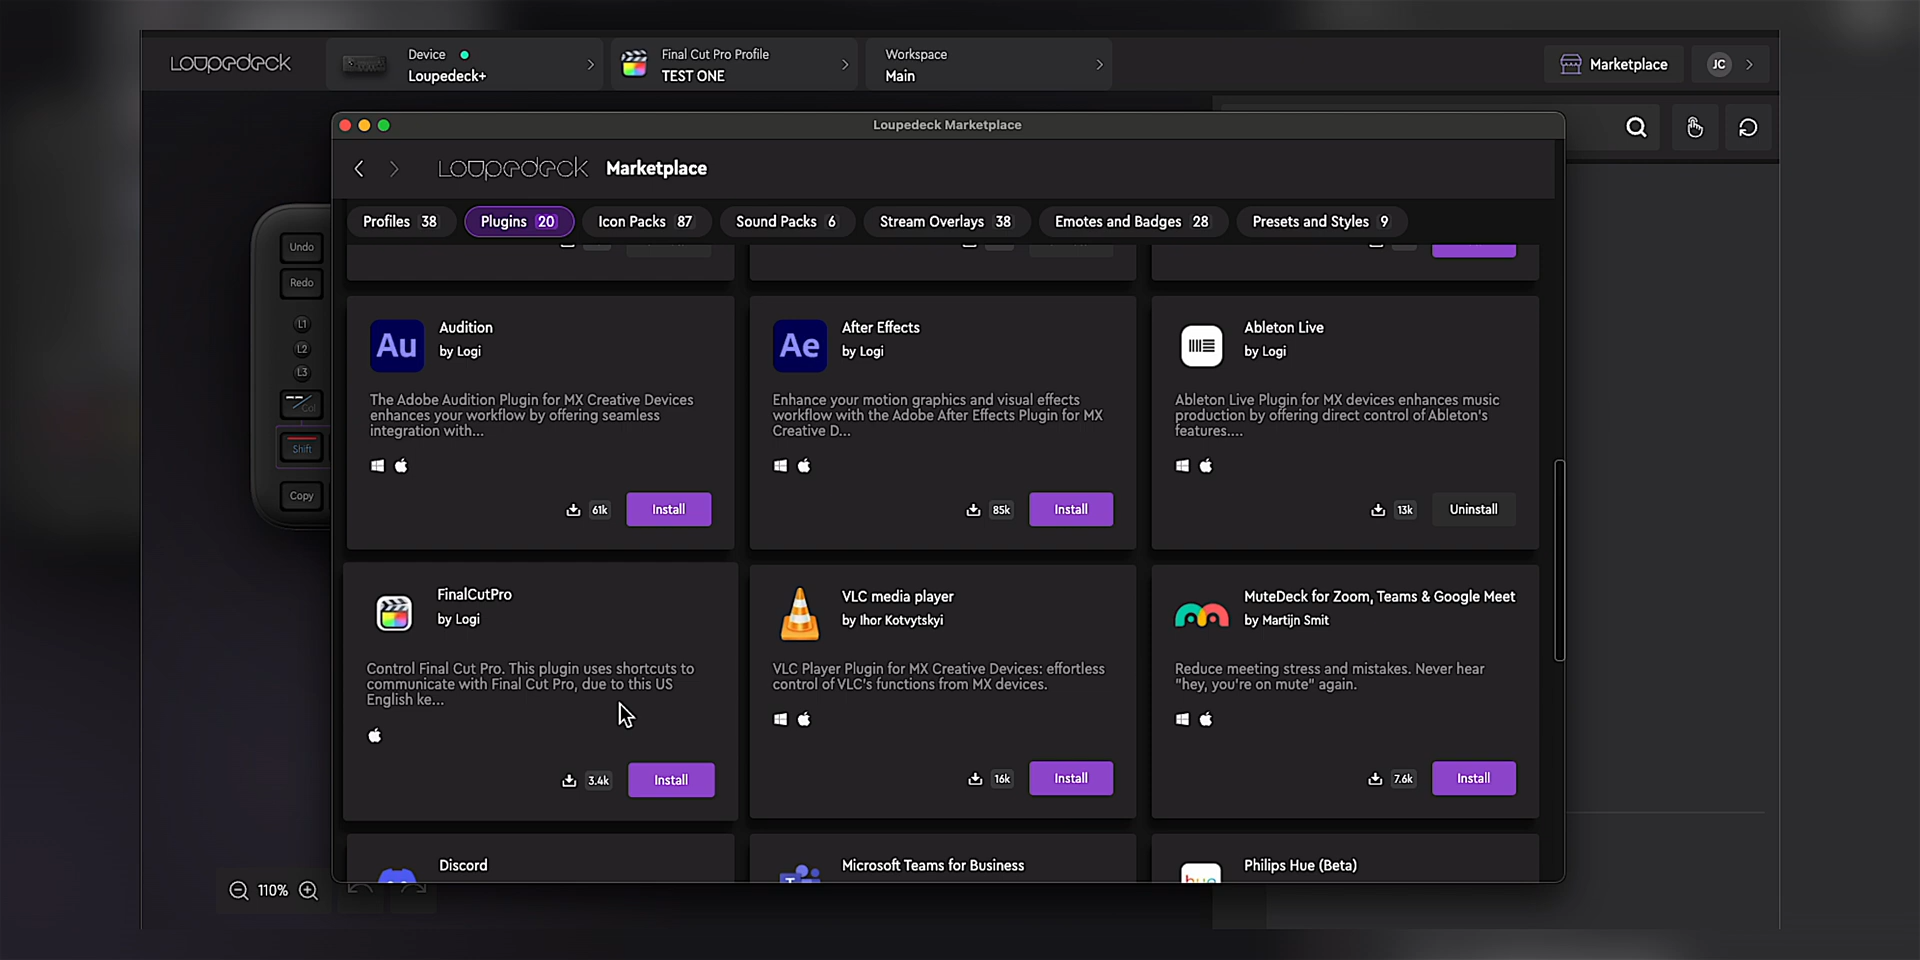 Loupedeck
Device
Loupedeck+
Final Cut Pro Profile
TEST ONE
Workspace
Main
Marketplace
JC
Loupedeck Marketplace
Loupedeck Marketplace
Profiles 38
Plugins 20
Icon Packs 87
Sound Packs 6
Stream Overlays 38
Emotes and Badges 28
Presets and Styles 9
Undo
Redo
L1
L2
L3
Col
Shift
Copy
Au
Audition
by Logi
The Adobe Audition Plugin for MX Creative Devices
enhances your workflow by offering seamless
integration with...
61k
Install
Ae
After Effects
by Logi
Enhance your motion graphics and visual effects
workflow with the Adobe After Effects Plugin for MX
Creative D...
85k
Install
Ableton Live
by Logi
Ableton Live Plugin for MX devices enhances music
production by offering direct control of Ableton's
features....
13k
Uninstall
FinalCutPro
by Logi
Control Final Cut Pro. This plugin uses shortcuts to
communicate with Final Cut Pro, due to this US
English ke...
3.4k
Install
VLC media player
by Ihor Kotvytskyi
VLC Player Plugin for MX Creative Devices: effortless
control of VLC's functions from MX devices.
16k
Install
MuteDeck for Zoom, Teams & Google Meet
by Martijn Smit
Reduce meeting stress and mistakes. Never hear
"hey, you're on mute" again.
7.6k
Install
Discord
Microsoft Teams for Business
Philips Hue (Beta)
hue
110%